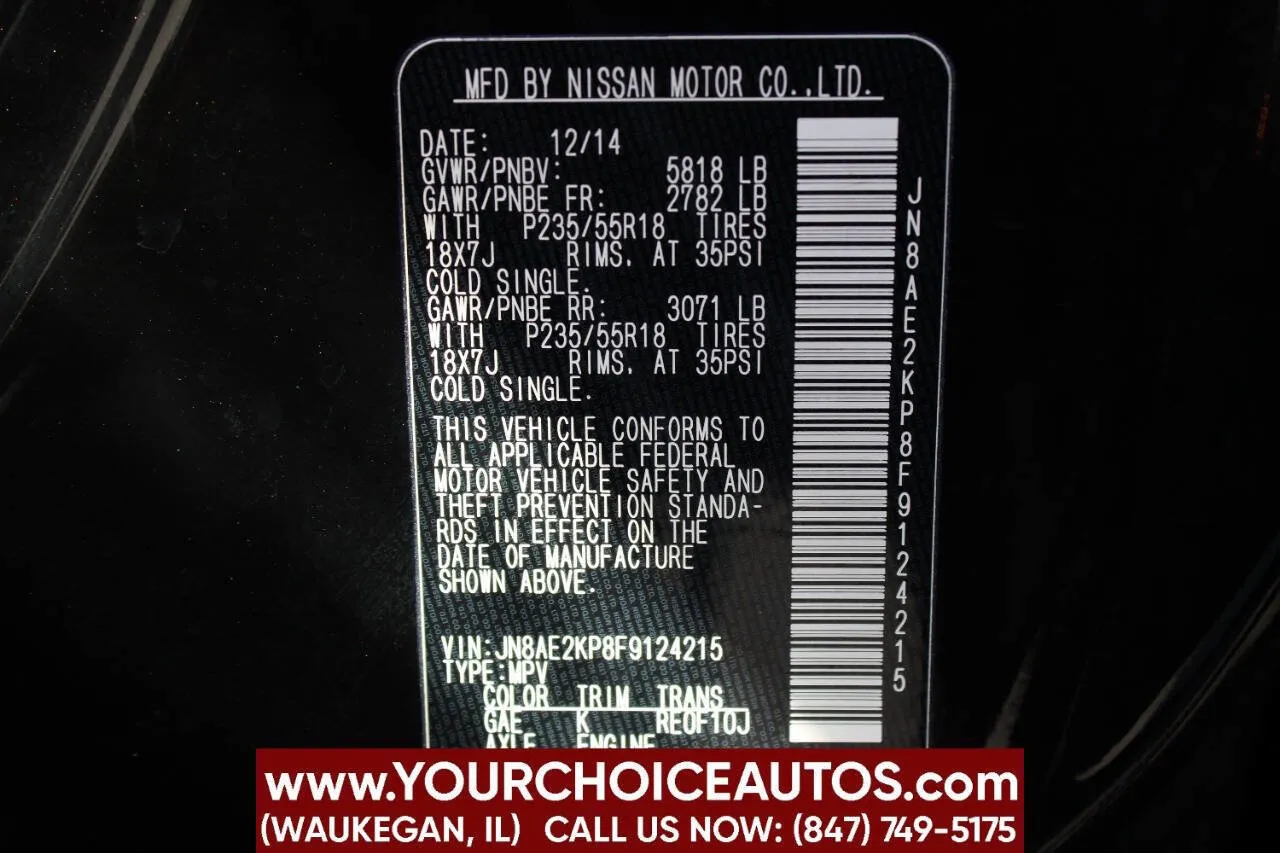 MFD BY NISSAN MOTOR CO.,LTD.
DATE: 12/14
GVWR/PNBV: 5818 LB
GAWR/PNBE FR: 2782 LB
WITH P235/55R18 TIRES
18X7J RIMS, AT 35PSI
COLD SINGLE.
GAWR/PNBE RR: 3071 LB
WITH P235/55R18 TIRES
18X7J RIMS, AT 35PSI
COLD SINGLE.
THIS VEHICLE CONFORMS TO
ALL APPLICABLE FEDERAL
MOTOR VEHICLE SAFETY AND
THEFT PREVENTION STANDA-
RDS IN EFFECT ON THE
DATE OF MANUFACTURE
SHOWN ABOVE.
VIN:JN8AE2KP8F9124215
TYPE:MPV
COLOR TRIM TRANS
GAE K RE0F10J
AXLE ENGINE
JN8AE2KP8F9124215
www.YOURCHOICEAUTOS.com
(WAUKEGAN, IL) CALL US NOW: (847) 749-5175